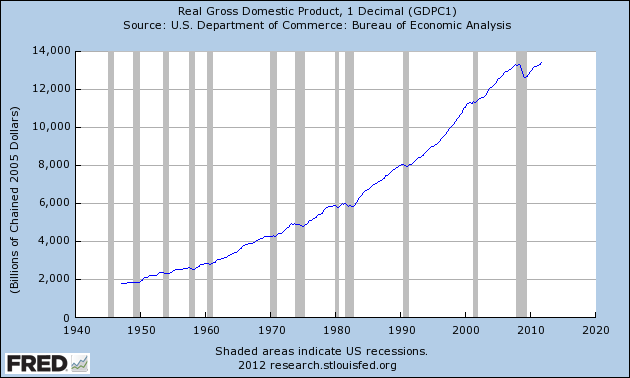 Real Gross Domestic Product, 1 Decimal (GDPC1)
Source: U.S. Department of Commerce: Bureau of Economic Analysis
14,000
12,000
10,000
8,000
6,000
4,000
2,000
0
(Billions of Chained 2005 Dollars)
1940 1950 1960 1970 1980 1990 2000 2010 2020
Shaded areas indicate US recessions.
2012 research.stlouisfed.org
FRED